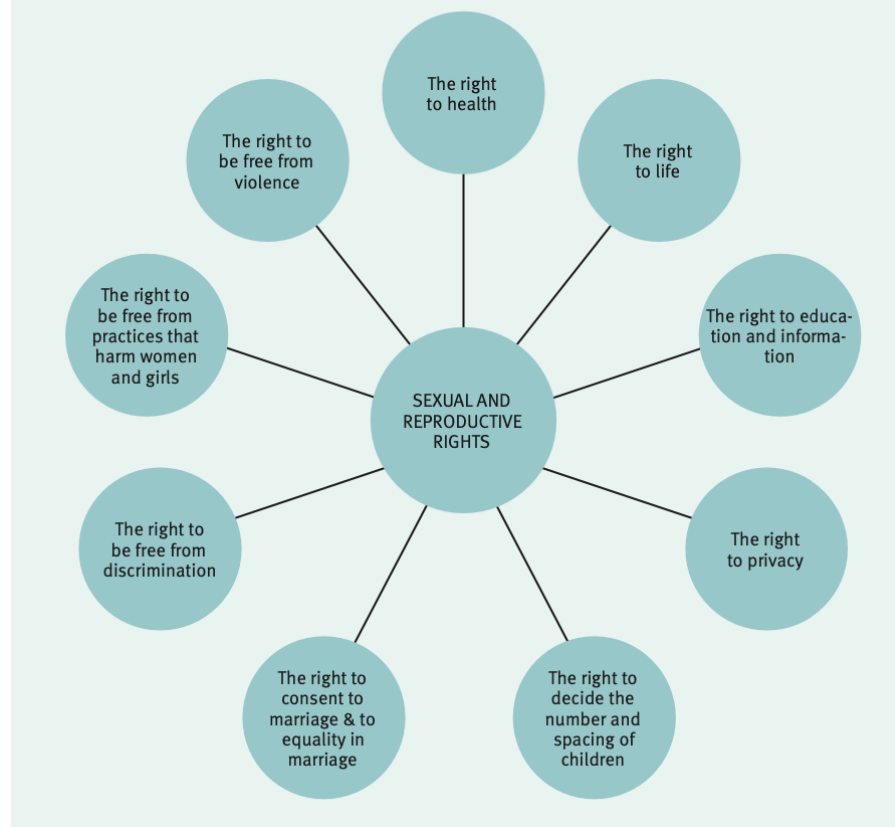 The right
to health
The right
to life
The right to educa-
tion and informa-
tion
The right
to privacy
The right to
decide the
number and
spacing of
children
The right to
consent to
marriage & to
equality in
marriage
The right to
be free from
discrimination
The right to
be free from
practices that
harm women
and girls
The right to
be free from
violence
SEXUAL AND
REPRODUCTIVE
RIGHTS